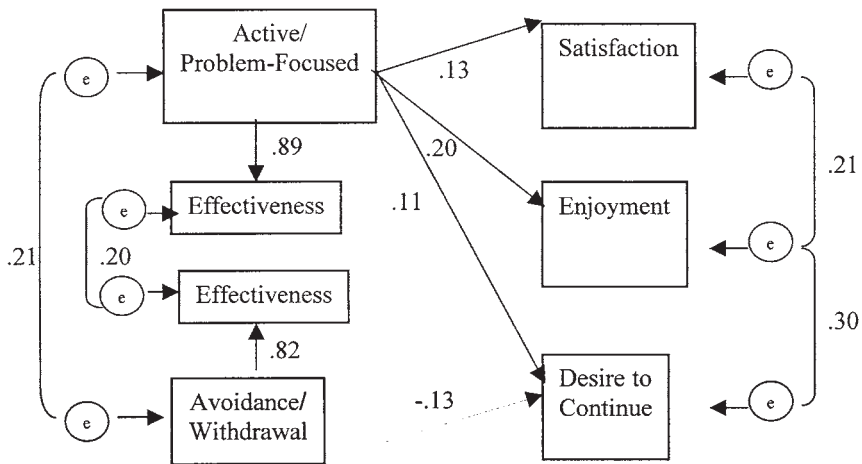 Active/
Problem-Focused
Satisfaction
e
e
.13
.89
.20
.21
e
Effectiveness
.11
Enjoyment
e
.21
.20
e
Effectiveness
.30
.82
Desire to
Continue
Avoidance/
Withdrawal
-.13
e
e